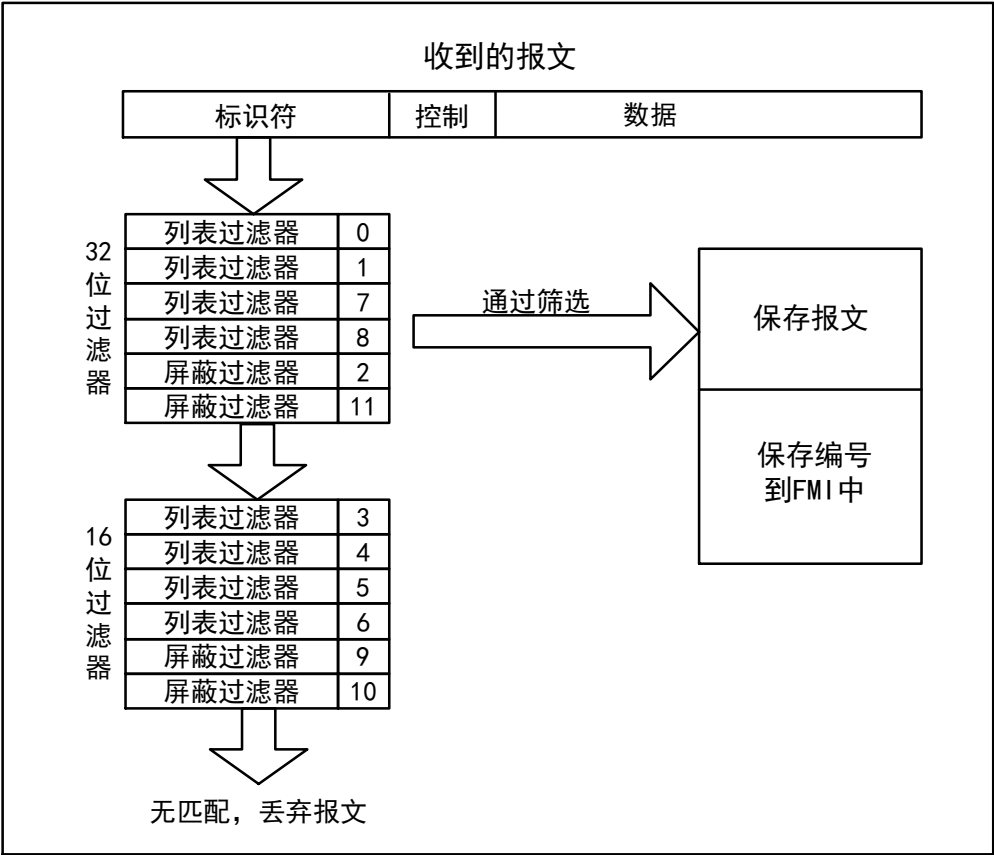 收到的报文
标识符 控制 数据
32位过滤器
列表过滤器 0
列表过滤器 1
列表过滤器 7
列表过滤器 8
屏蔽过滤器 2
屏蔽过滤器 11
通过筛选
保存报文
保存编号
到FMI中
16位过滤器
列表过滤器 3
列表过滤器 4
列表过滤器 5
列表过滤器 6
屏蔽过滤器 9
屏蔽过滤器 10
无匹配，丢弃报文